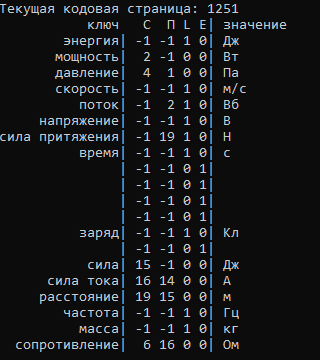 Текущая кодовая страница: 1251
ключ С П L E| значение
энергия| -1 -1 1 0| Дж
мощность| 2 -1 0 0| Вт
давление| 4 1 0 0| Па
скорость| -1 -1 1 0| м/с
поток| -1 2 1 0| Вб
напряжение| -1 -1 1 0| В
сила притяжения| -1 19 1 0| Н
время| -1 -1 1 0| с
| -1 -1 0 1|
| -1 -1 0 1|
| -1 -1 0 1|
| -1 -1 0 1|
заряд| -1 -1 1 0| Кл
| -1 -1 0 1|
сила| 15 -1 0 0| Дж
сила тока| 16 14 0 0| А
расстояние| 19 15 0 0| м
частота| -1 -1 1 0| Гц
масса| -1 -1 1 0| кг
сопротивление| 6 16 0 0| Ом